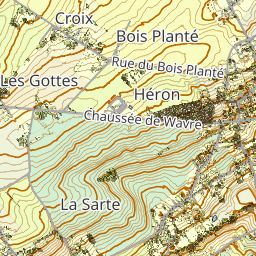 Croix
Bois Planté
Rue du Bois Planté
Les Gottes
Héron
Chaussée de Wavre
La Sarte